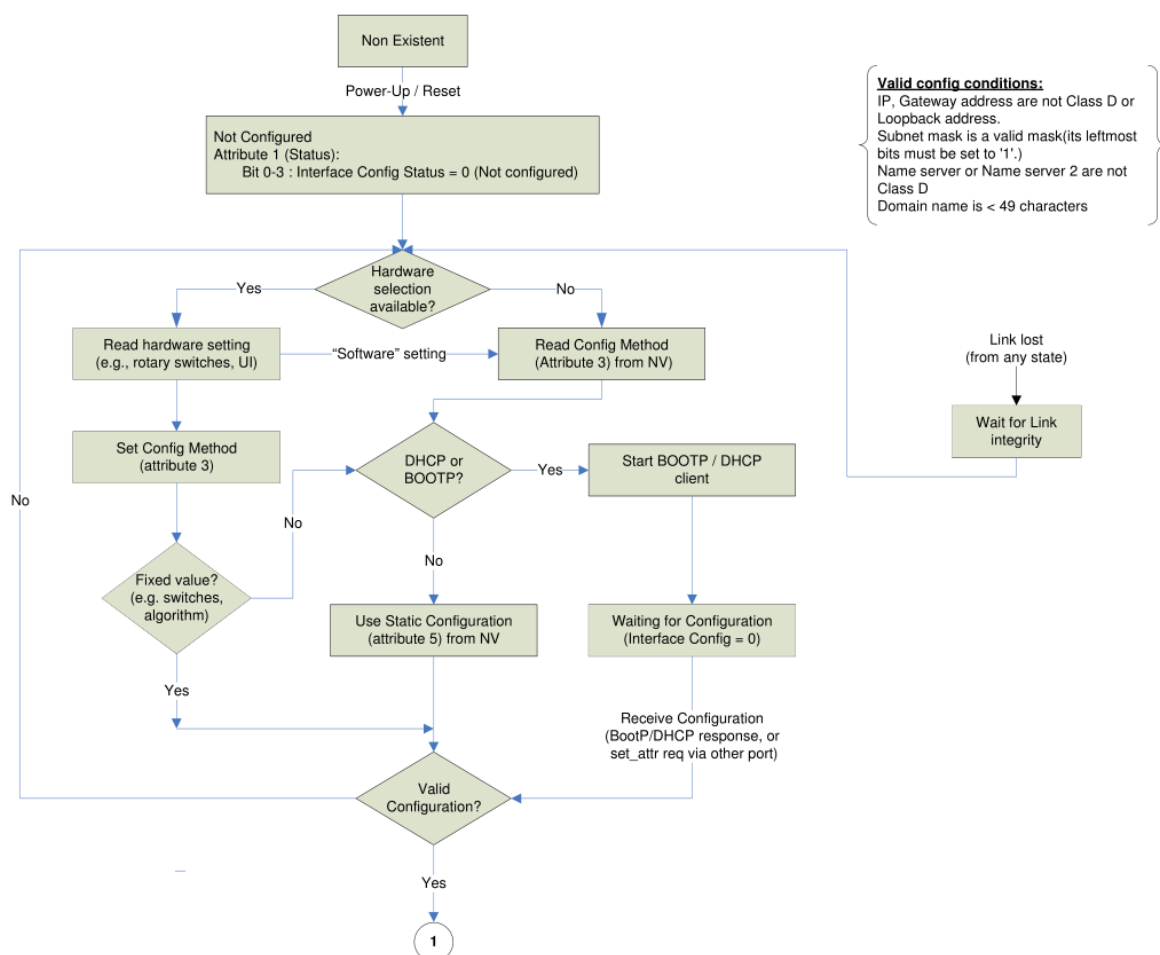 Non Existent
Power-Up / Reset
Not Configured
Attribute 1 (Status):
Bit 0-3 : Interface Config Status = 0 (Not configured)
Valid config conditions:
IP, Gateway address are not Class D or
Loopback address.
Subnet mask is a valid mask(its leftmost
bits must be set to '1'.)
Name server or Name server 2 are not
Class D
Domain name is < 49 characters
Hardware
selection
available?
Yes
No
Read hardware setting
(e.g., rotary switches, UI)
"Software" setting
Read Config Method
(Attribute 3) from NV)
Link lost
(from any state)
Wait for Link
integrity
Set Config Method
(attribute 3)
DHCP or
BOOTP?
Yes
Start BOOTP / DHCP
client
No
No
No
Fixed value?
(e.g. switches,
algorithm)
Use Static Configuration
(attribute 5) from NV
Waiting for Configuration
(Interface Config = 0)
Yes
Receive Configuration
(BootP/DHCP response, or
set_attr req via other port)
Valid
Configuration?
Yes
1